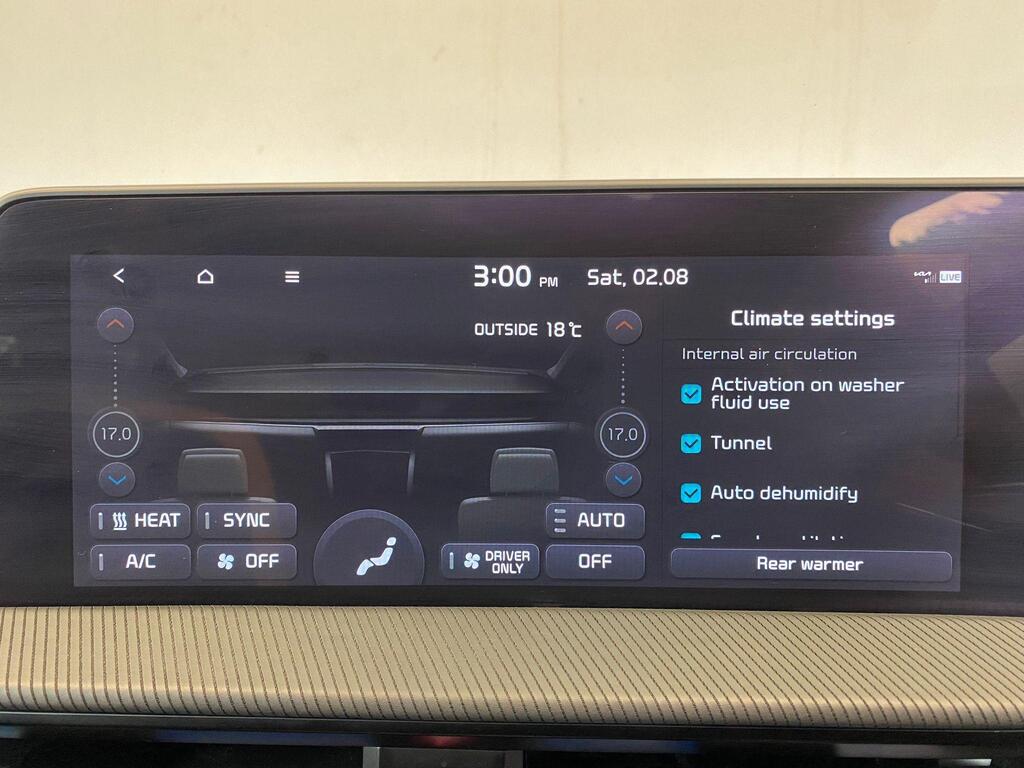 3:00 PM Sat, 02.08
KIA LIVE
OUTSIDE 18°C
Climate settings
Internal air circulation
Activation on washer
fluid use
Tunnel
Auto dehumidify
17.0
17.0
HEAT
SYNC
AUTO
A/C
OFF
DRIVER
ONLY
OFF
Rear warmer